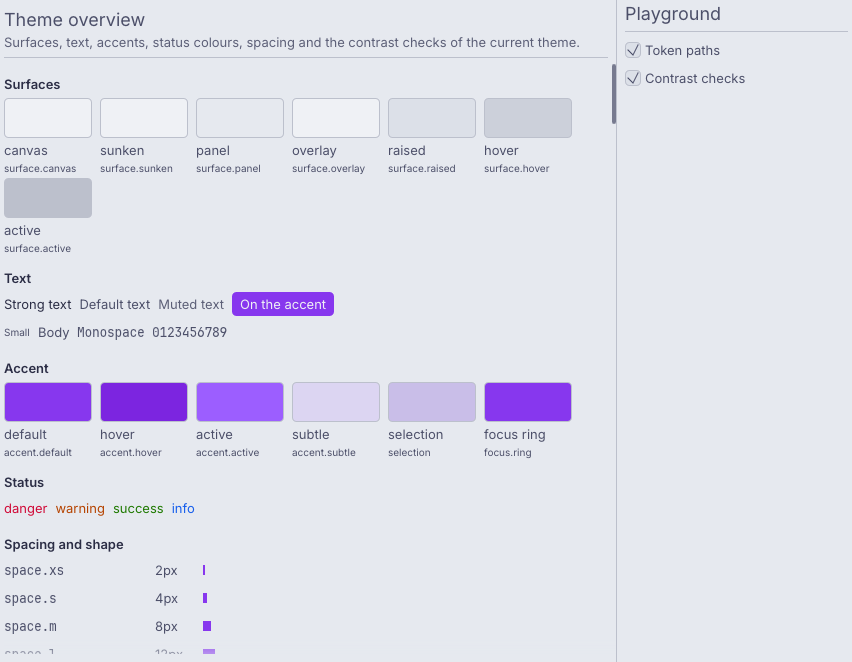 Theme overview
Surfaces, text, accents, status colours, spacing and the contrast checks of the current theme.
Surfaces
canvas sunken panel overlay raised hover
surface.canvas surface.sunken surface.panel surface.overlay surface.raised surface.hover
active
surface.active
Text
Strong text Default text Muted text On the accent
Small Body Monospace 0123456789
Accent
default hover active subtle selection focus ring
accent.default accent.hover accent.active accent.subtle selection focus.ring
Status
danger warning success info
Spacing and shape
space.xs 2px
space.s 4px
space.m 8px
space.l 12px
Playground
Token paths
Contrast checks